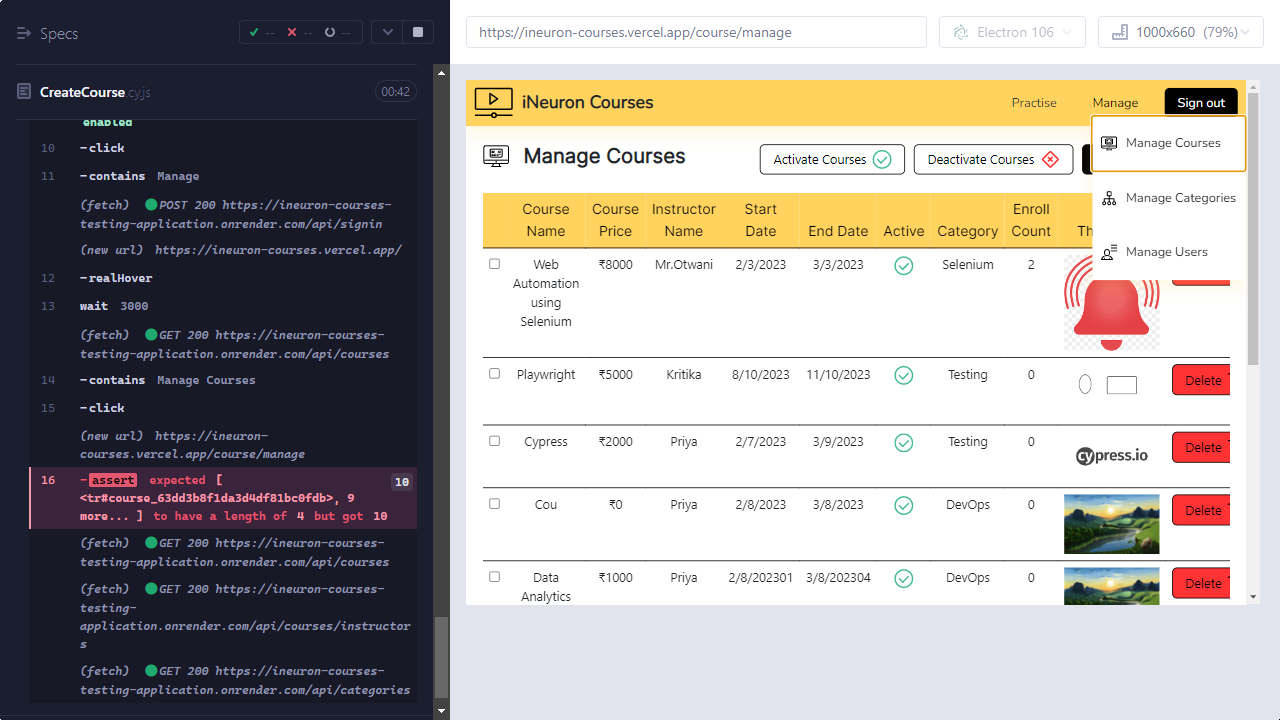 Specs
-- -- --
CreateCourse.cy.js
00:42
enabled
10 -click
11 -contains Manage
(fetch) POST 200 https://ineuron-courses-
testing-application.onrender.com/api/signin
(new url) https://ineuron-courses.vercel.app/
12 -realHover
13 wait 3000
(fetch) GET 200 https://ineuron-courses-
testing-application.onrender.com/api/courses
14 -contains Manage Courses
15 -click
(new url) https://ineuron-
courses.vercel.app/course/manage
16 -assert expected [ 10
<tr#course_63dd3b8f1da3d4df81bc0fdb>, 9
more... ] to have a length of 4 but got 10
(fetch) GET 200 https://ineuron-courses-
testing-application.onrender.com/api/courses
(fetch) GET 200 https://ineuron-courses-
testing-
application.onrender.com/api/courses/instructor
s
(fetch) GET 200 https://ineuron-courses-
testing-application.onrender.com/api/categories
https://ineuron-courses.vercel.app/course/manage
Electron 106
1000x660 (79%)
iNeuron Courses
Practise
Manage
Sign out
Manage Courses
Manage Categories
Manage Users
Manage Courses
Activate Courses
Deactivate Courses
Course Name
Course Price
Instructor Name
Start Date
End Date
Active
Category
Enroll Count
Th
Web Automation using Selenium ₹8000 Mr.Otwani 2/3/2023 3/3/2023 Selenium 2
Playwright ₹5000 Kritika 8/10/2023 11/10/2023 Testing 0 Delete
Cypress ₹2000 Priya 2/7/2023 3/9/2023 Testing 0 cypress.io Delete
Cou ₹0 Priya 3/8/2023 3/8/2023 DevOps 0 Delete
Data Analytics ₹1000 Priya 2/8/202301 3/8/202304 DevOps 0 Delete